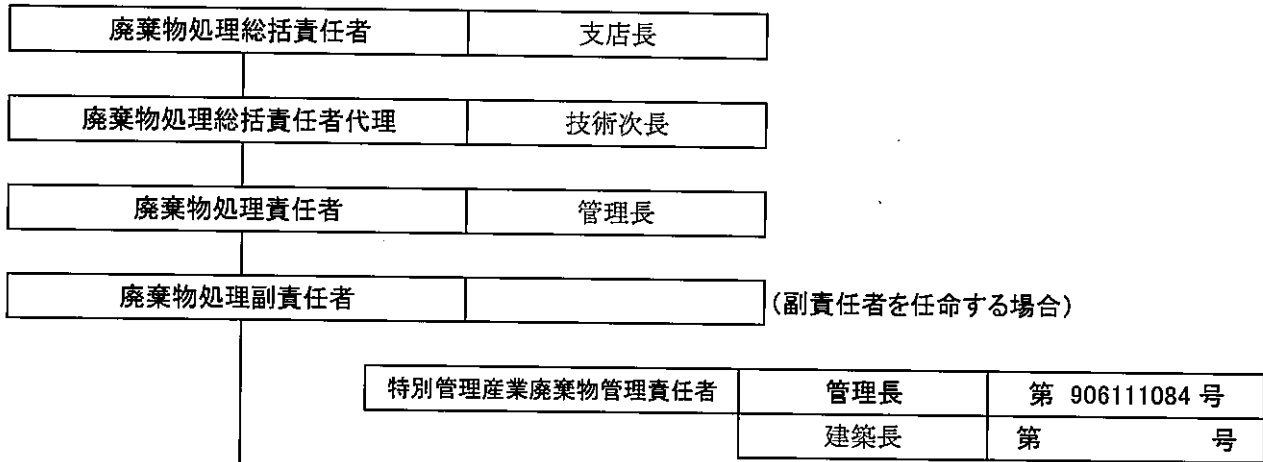 廃棄物処理総括責任者 支店長
廃棄物処理総括責任者代理 技術次長
廃棄物処理責任者 管理長
廃棄物処理副責任者 (副責任者を任命する場合)
特別管理産業廃棄物管理責任者 管理長 第 906111084 号
建築長 第 号